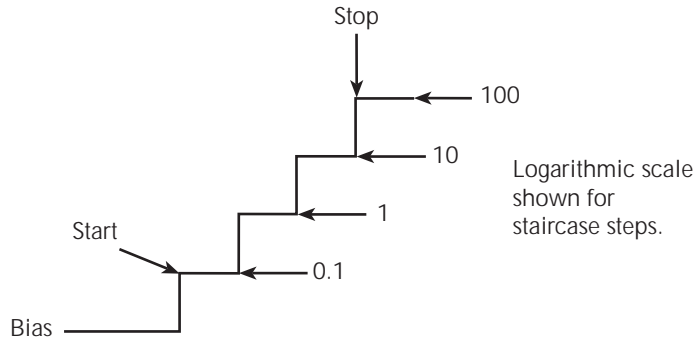 Stop
100
10
Logarithmic scale
shown for
staircase steps.
1
Start
0.1
Bias